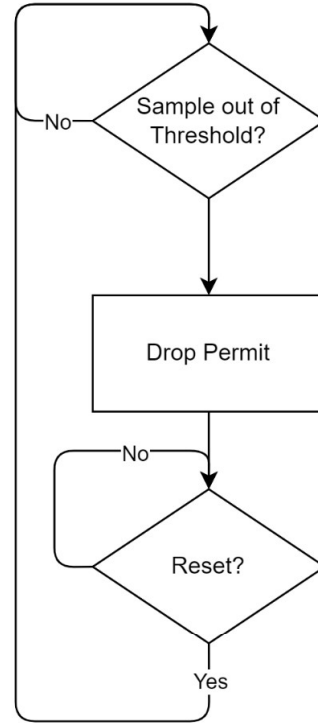 Sample out of
Threshold?
No
Drop Permit
No
Reset?
Yes